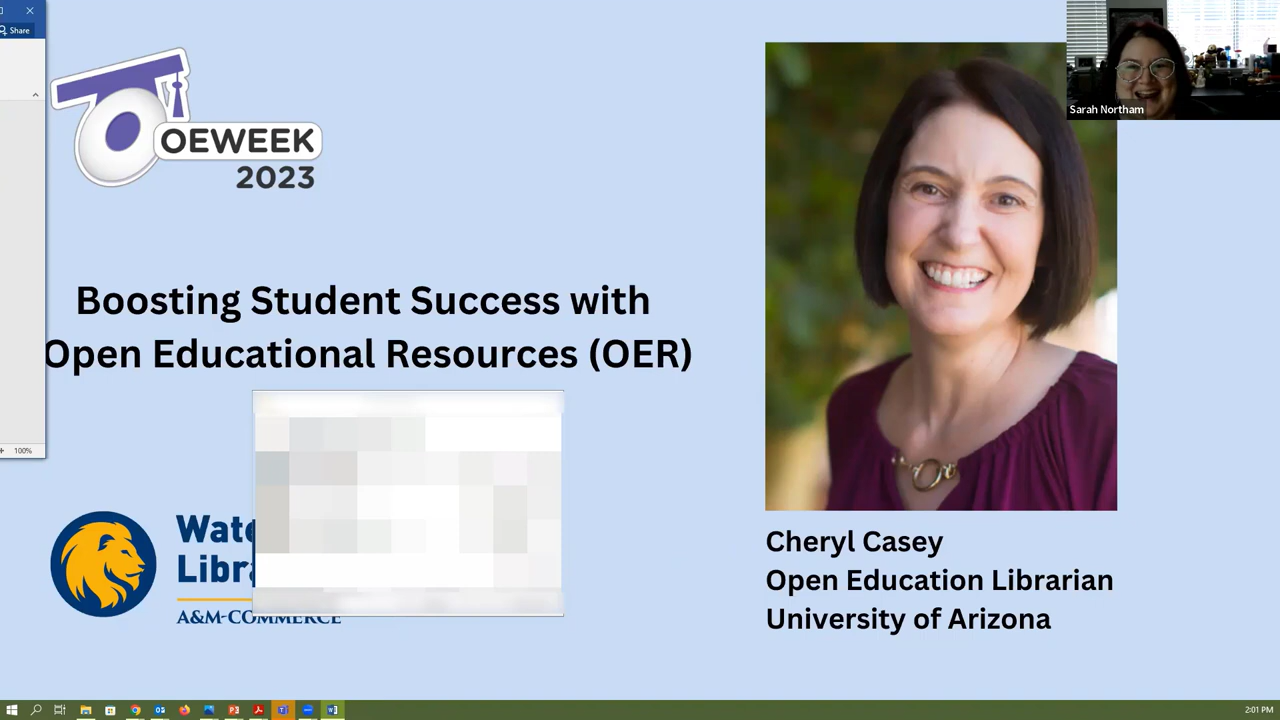 Share
OEWEEK
2023
Sarah Northam
Boosting Student Success with
Open Educational Resources (OER)
100%
A&M-COMMERCE
Cheryl Casey
Open Education Librarian
University of Arizona
2:01 PM